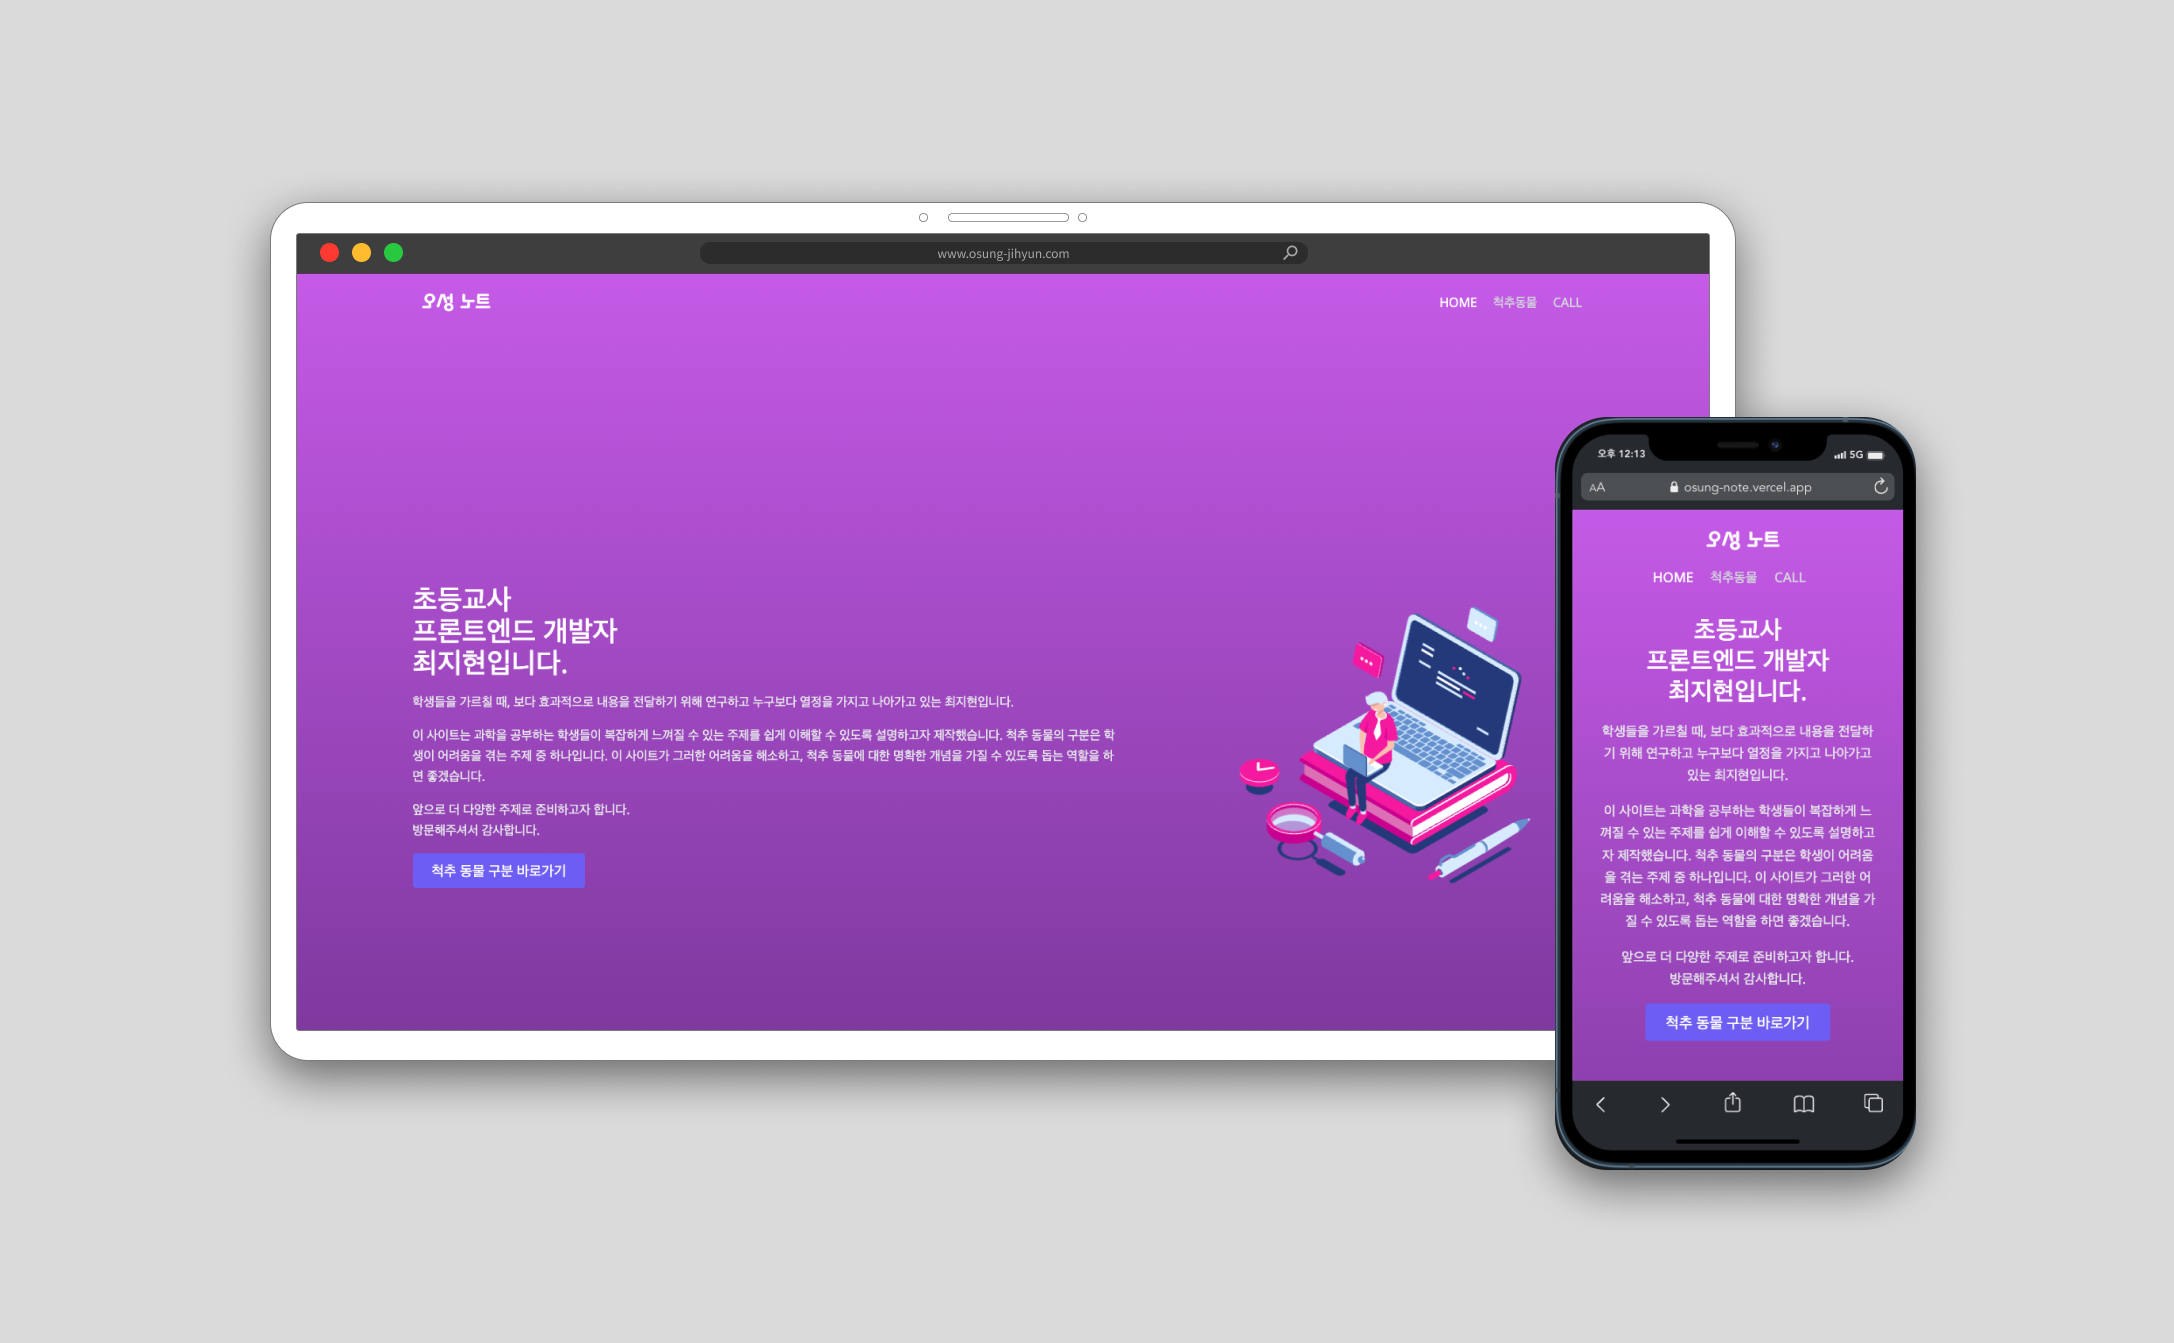 www.osung-jihyun.com
오성 노트
HOME 척추동물 CALL
초등교사
프론트엔드 개발자
최지현입니다.
학생들을 가르칠 때, 보다 효과적으로 내용을 전달하기 위해 연구하고 누구보다 열정을 가지고 나아가고 있는 최지현입니다.
이 사이트는 과학을 공부하는 학생들이 복잡하게 느껴질 수 있는 주제를 쉽게 이해할 수 있도록 설명하고자 제작했습니다. 척추 동물의 구분은 학
생이 어려움을 겪는 주제 중 하나입니다. 이 사이트가 그러한 어려움을 해소하고, 척추 동물에 대한 명확한 개념을 가질 수 있도록 돕는 역할을 하
면 좋겠습니다.
앞으로 더 다양한 주제로 준비하고자 합니다.
방문해주셔서 감사합니다.
척추 동물 구분 바로가기
오후 12:13
5G
AA osung-note.vercel.app
오성 노트
HOME 척추동물 CALL
초등교사
프론트엔드 개발자
최지현입니다.
학생들을 가르칠 때, 보다 효과적으로 내용을 전달하
기 위해 연구하고 누구보다 열정을 가지고 나아가고
있는 최지현입니다.
이 사이트는 과학을 공부하는 학생들이 복잡하게 느
껴질 수 있는 주제를 쉽게 이해할 수 있도록 설명하고
자 제작했습니다. 척추 동물의 구분은 학생이 어려움
을 겪는 주제 중 하나입니다. 이 사이트가 그러한 어
려움을 해소하고, 척추 동물에 대한 명확한 개념을 가
질 수 있도록 돕는 역할을 하면 좋겠습니다.
앞으로 더 다양한 주제로 준비하고자 합니다.
방문해주셔서 감사합니다.
척추 동물 구분 바로가기